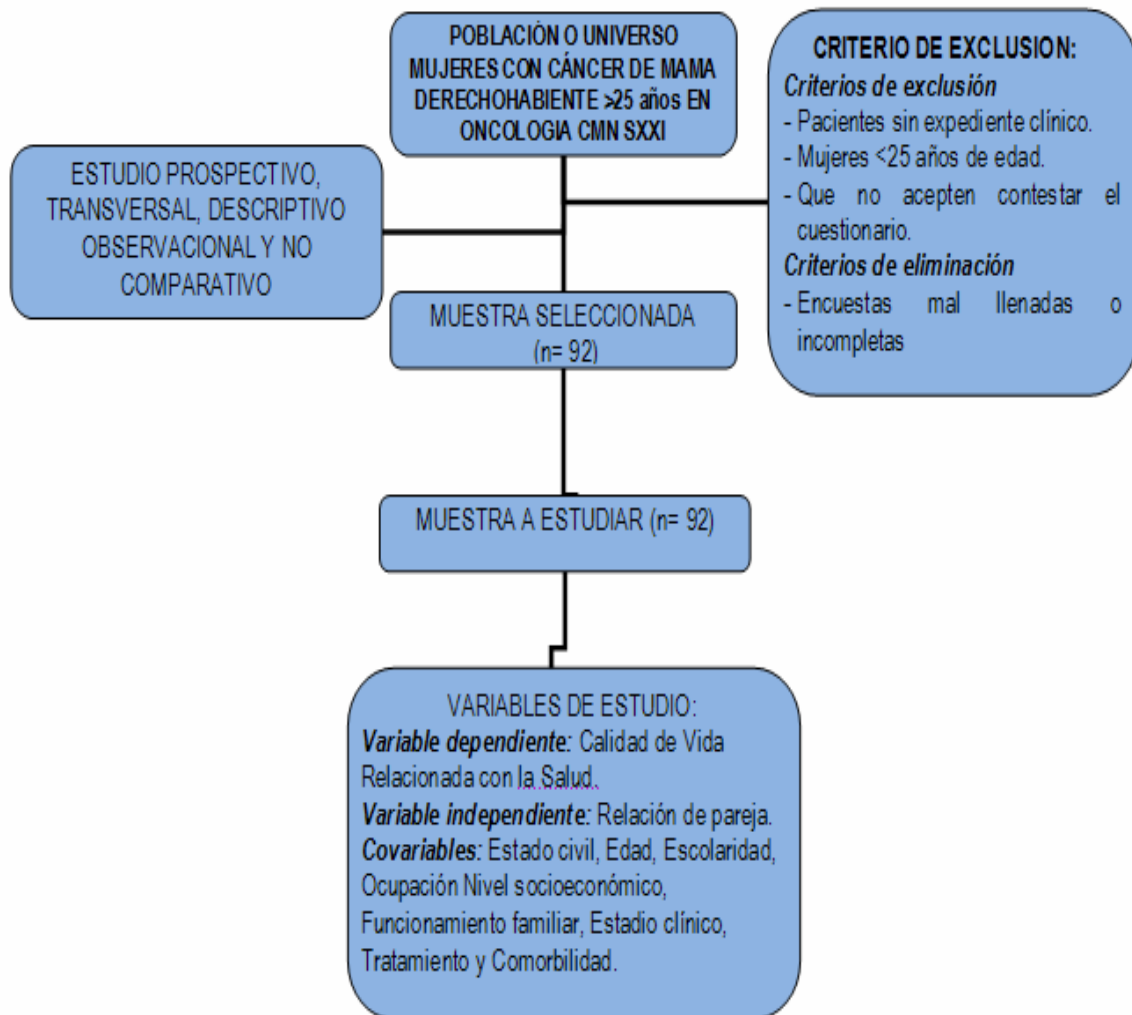 POBLACIÓN O UNIVERSO
MUJERES CON CÁNCER DE MAMA
DERECHOHABIENTE >25 años EN
ONCOLOGIA CMN SXXI
CRITERIO DE EXCLUSION:
Criterios de exclusión
- Pacientes sin expediente clínico.
- Mujeres <25 años de edad.
- Que no acepten contestar el
cuestionario.
Criterios de eliminación
- Encuestas mal llenadas o
incompletas
ESTUDIO PROSPECTIVO,
TRANSVERSAL, DESCRIPTIVO
OBSERVACIONAL Y NO
COMPARATIVO
MUESTRA SELECCIONADA
(n= 92)
MUESTRA A ESTUDIAR (n= 92)
VARIABLES DE ESTUDIO:
Variable dependiente: Calidad de Vida
Relacionada con la Salud.
Variable independiente: Relación de pareja.
Covariables: Estado civil, Edad, Escolaridad,
Ocupación Nivel socioeconómico,
Funcionamiento familiar, Estadio clínico,
Tratamiento y Comorbilidad.